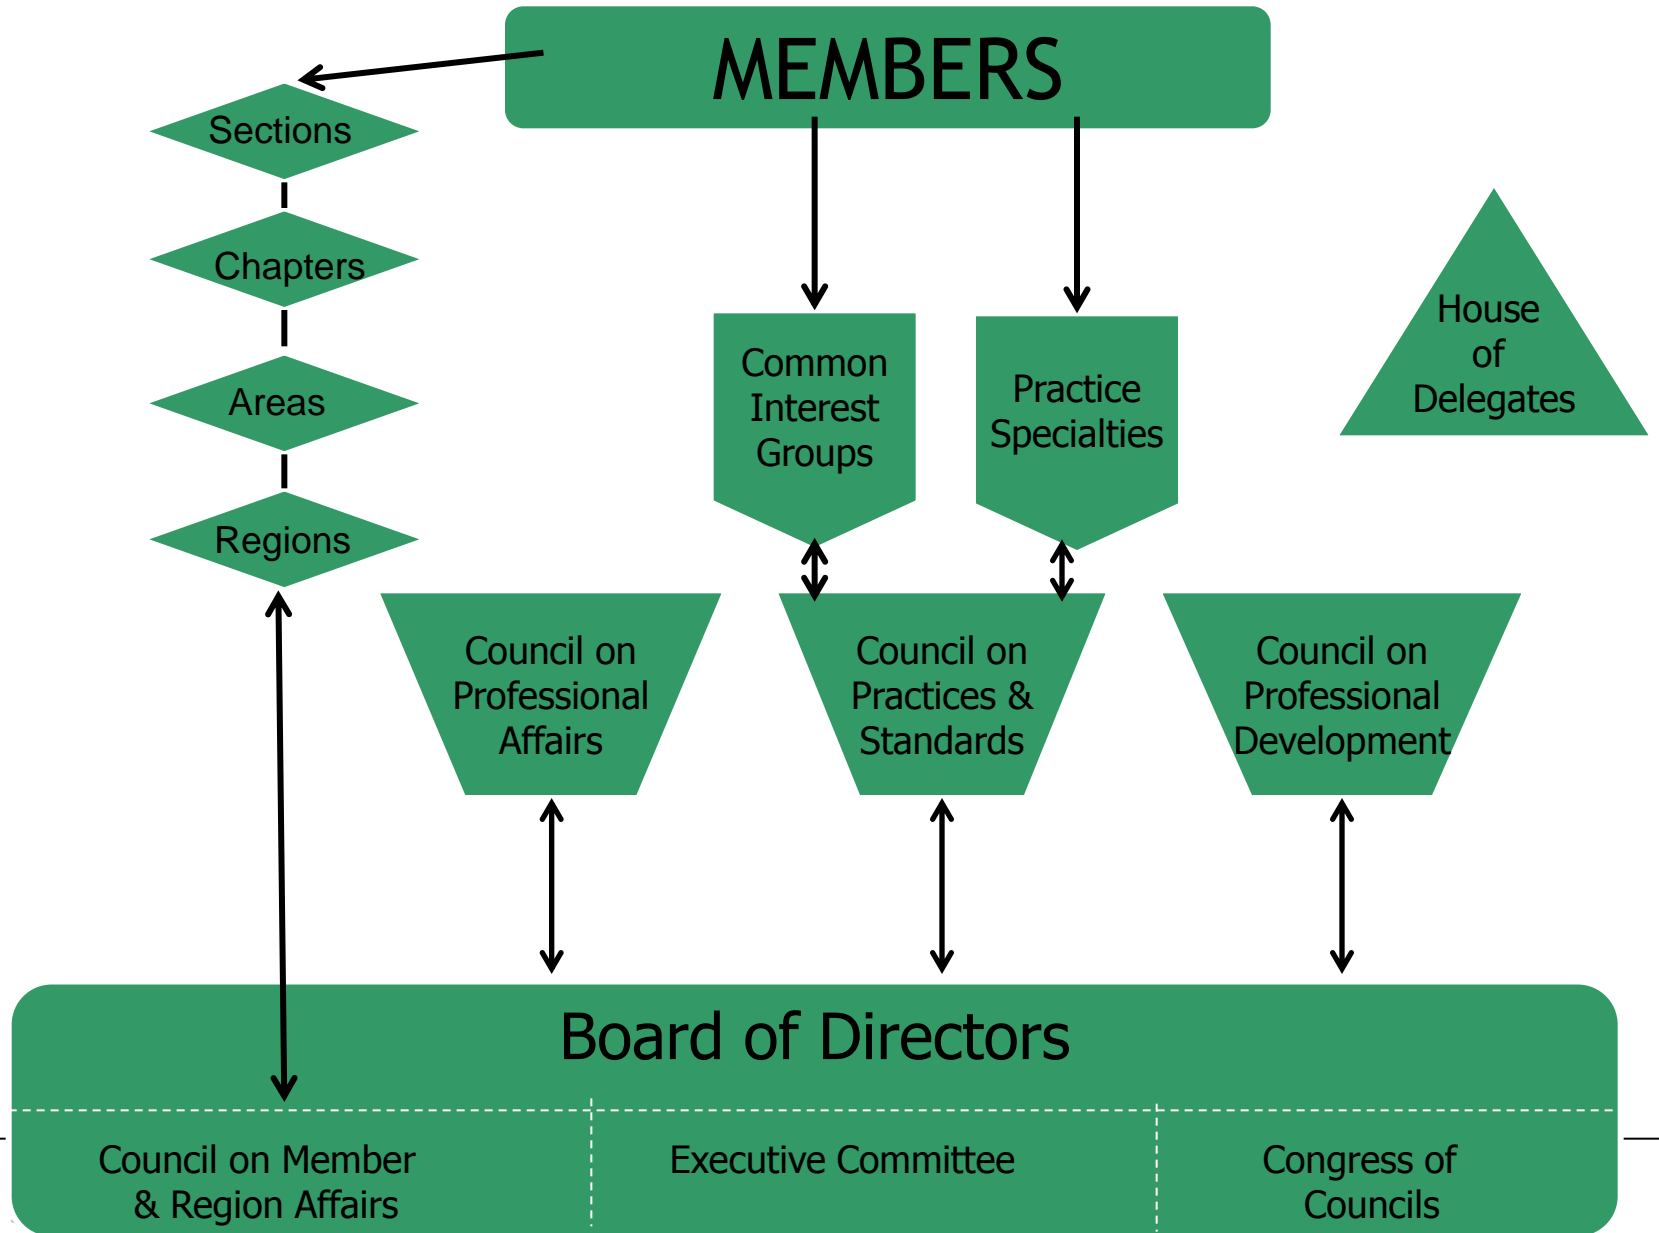 MEMBERS
Sections
Chapters
Areas
Regions
Common
Interest
Groups
Practice
Specialties
House
of
Delegates
Council on
Professional
Affairs
Council on
Practices &
Standards
Council on
Professional
Development
Board of Directors
Council on Member
& Region Affairs
Executive Committee
Congress of
Councils